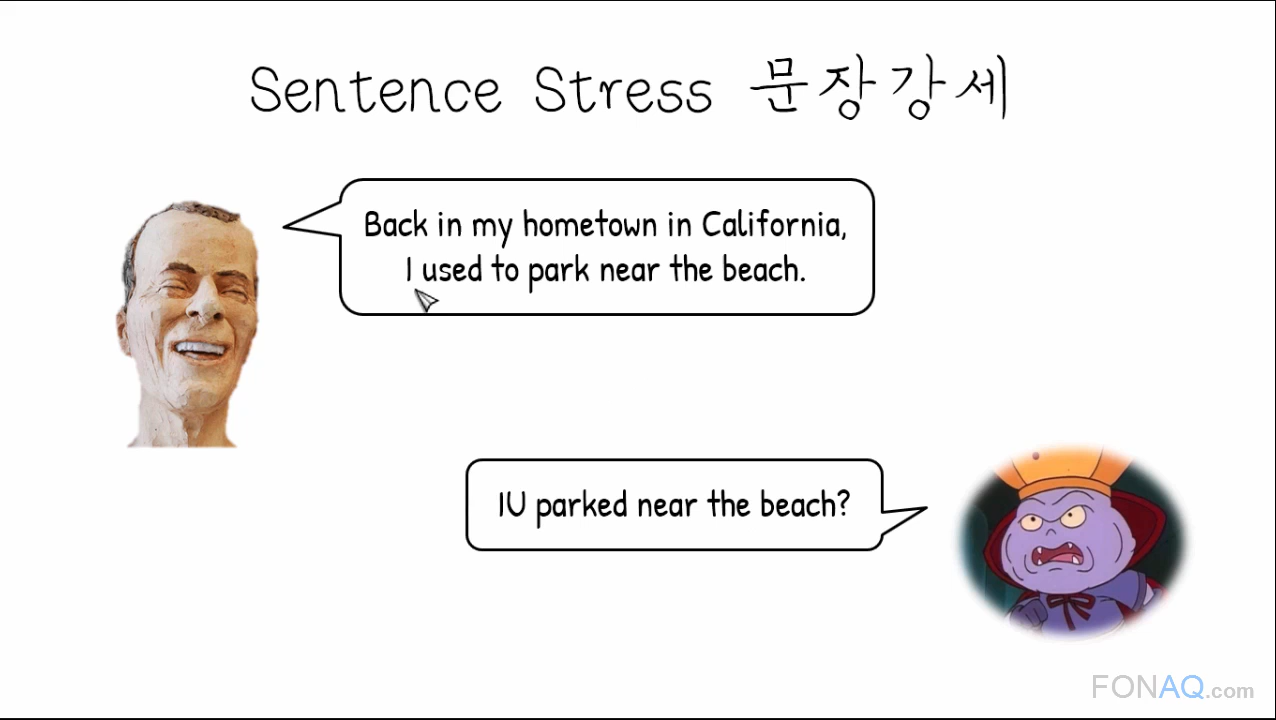 Sentence Stress 문장강세
Back in my hometown in California,
I used to park near the beach.
IU parked near the beach?
FONAQ.com